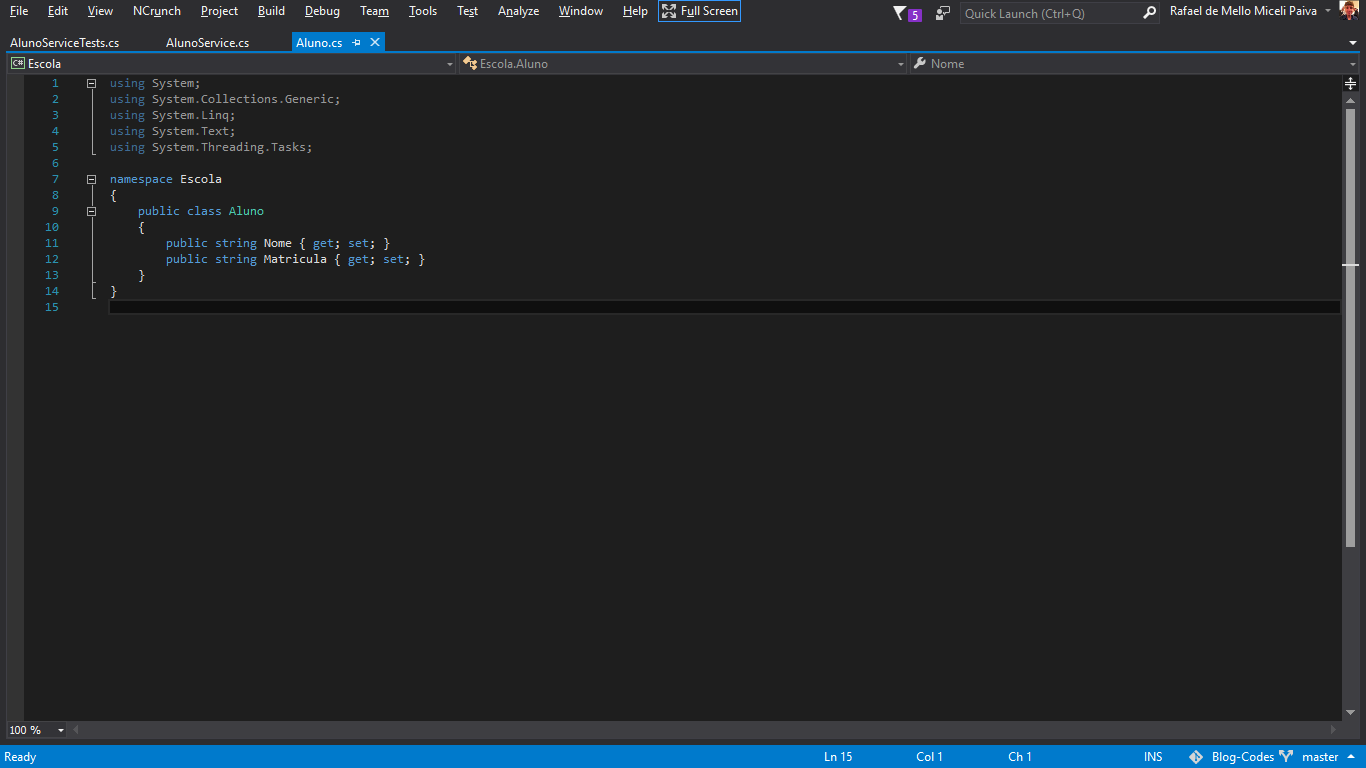 File Edit View NCrunch Project Build Debug Team Tools Test Analyze Window Help Full Screen 5 Quick Launch (Ctrl+Q) Rafael de Mello Miceli Paiva
AlunoServiceTests.cs AlunoService.cs Aluno.cs
C# Escola Escola.Aluno Nome
1 using System;
2 using System.Collections.Generic;
3 using System.Linq;
4 using System.Text;
5 using System.Threading.Tasks;
6
7 namespace Escola
8 {
9 public class Aluno
10 {
11 public string Nome { get; set; }
12 public string Matricula { get; set; }
13 }
14 }
15
100 %
Ready Ln 15 Col 1 Ch 1 INS Blog-Codes master